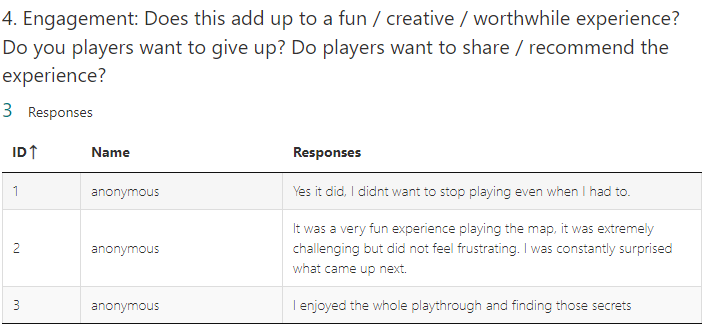 4. Engagement: Does this add up to a fun / creative / worthwhile experience?
Do you players want to give up? Do players want to share / recommend the
experience?
3 Responses
ID↑ Name Responses
1 anonymous Yes it did, I didnt want to stop playing even when I had to.
It was a very fun experience playing the map, it was extremely
2 anonymous challenging but did not feel frustrating. I was constantly surprised
what came up next.
3 anonymous I enjoyed the whole playthrough and finding those secrets